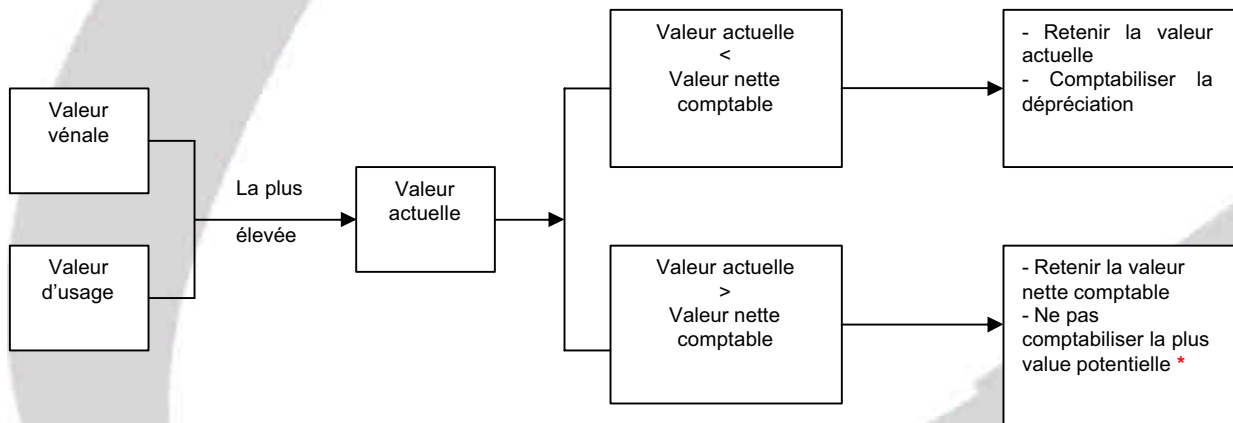 Valeur
vénale
Valeur
d’usage
La plus
élevée
Valeur
actuelle
Valeur actuelle
<
Valeur nette
comptable
- Retenir la valeur
actuelle
- Comptabiliser la
dépréciation
Valeur actuelle
>
Valeur nette
comptable
- Retenir la valeur
nette comptable
- Ne pas
comptabiliser la plus
value potentielle *